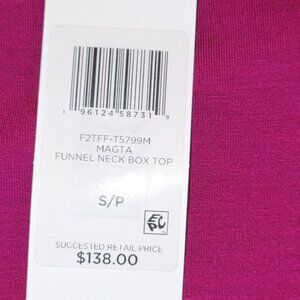 1 96124 58731 9
F2TFF-T5799M
MAGTA
FUNNEL NECK BOX TOP
S/P
SUGGESTED RETAIL PRICE
$138.00